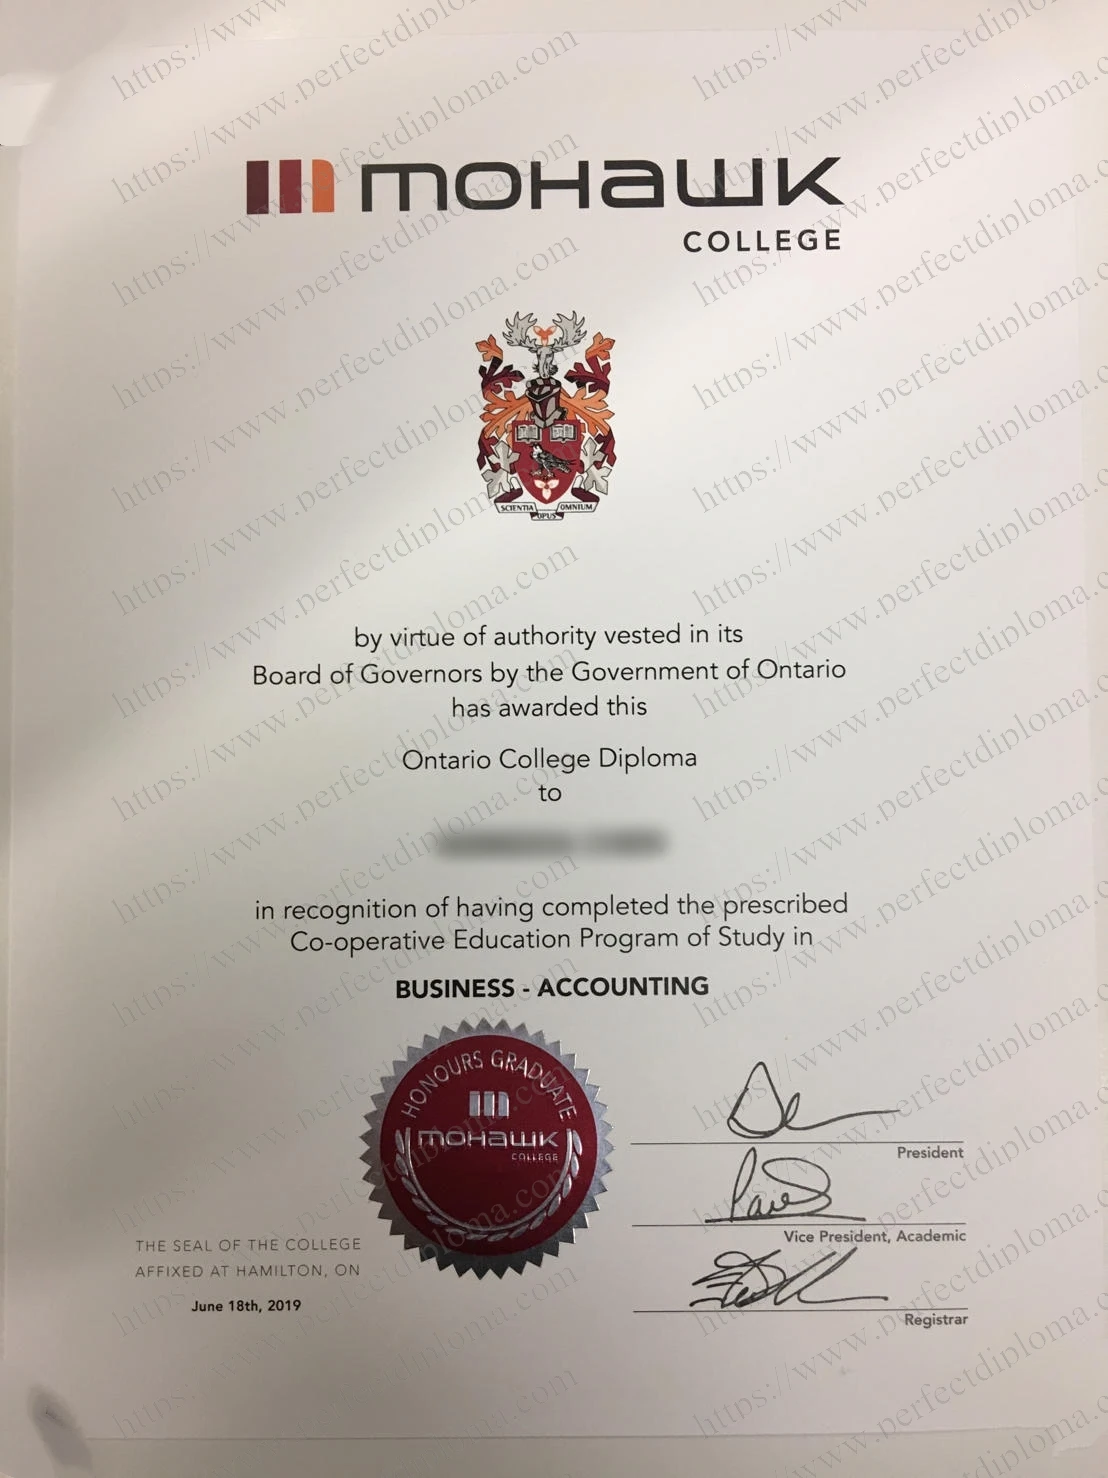 mohawk
COLLEGE
SCIENTIA OPUS OMNIUM
by virtue of authority vested in its
Board of Governors by the Government of Ontario
has awarded this
Ontario College Diploma
to
in recognition of having completed the prescribed
Co-operative Education Program of Study in
BUSINESS - ACCOUNTING
HONOURS GRADUATE
mohawk
COLLEGE
President
Vice President, Academic
Registrar
THE SEAL OF THE COLLEGE
AFFIXED AT HAMILTON, ON
June 18th, 2019
https://www.perfectdiploma.com